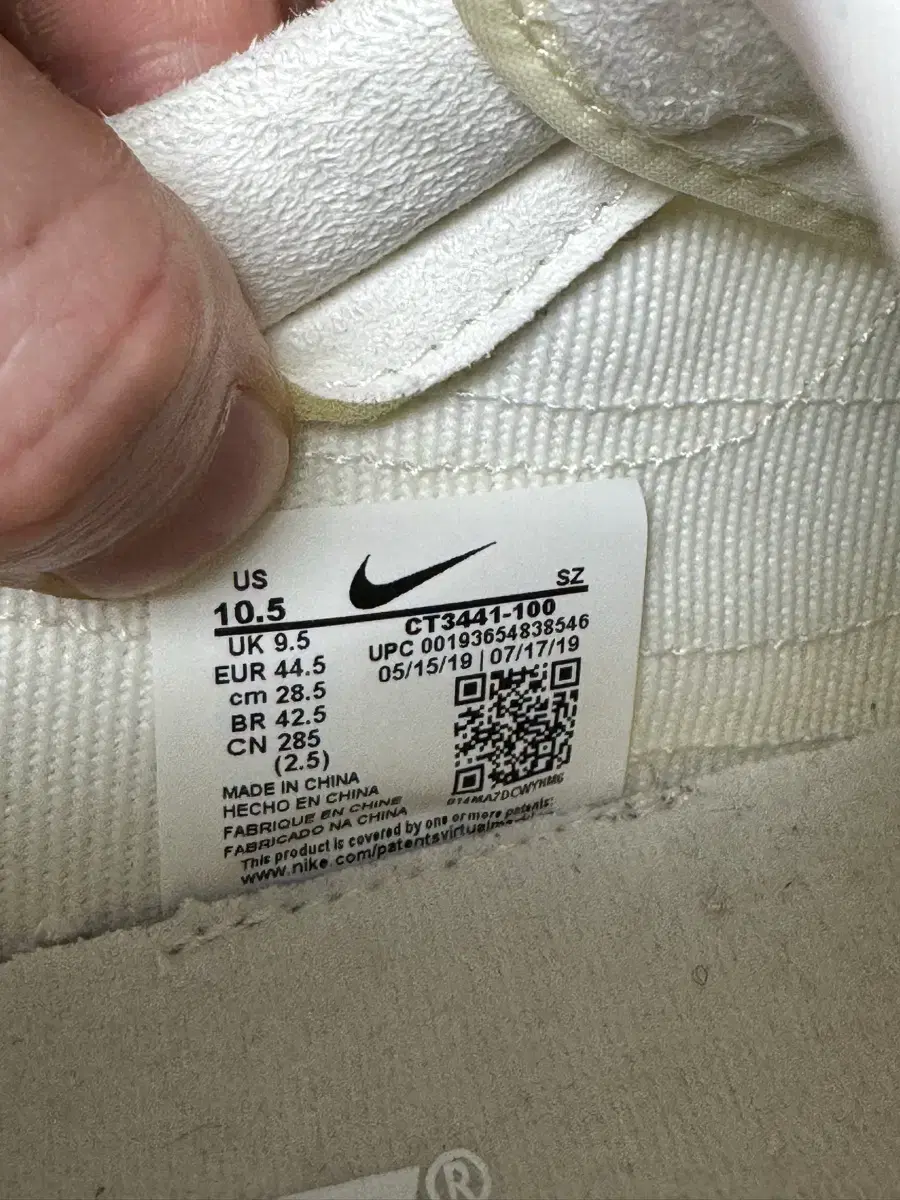 US
10.5
SZ
UK 9.5
CT3441-100
EUR 44.5
UPC 00193654838546
cm 28.5
05/15/19 | 07/17/19
BR 42.5
CN 285
(2.5)
MADE IN CHINA
HECHO EN CHINA
FABRIQUE EN CHINE
FABRICADO NA CHINA
This product is covered by one or more patents:
www.nike.com/patentsvirtualm
®